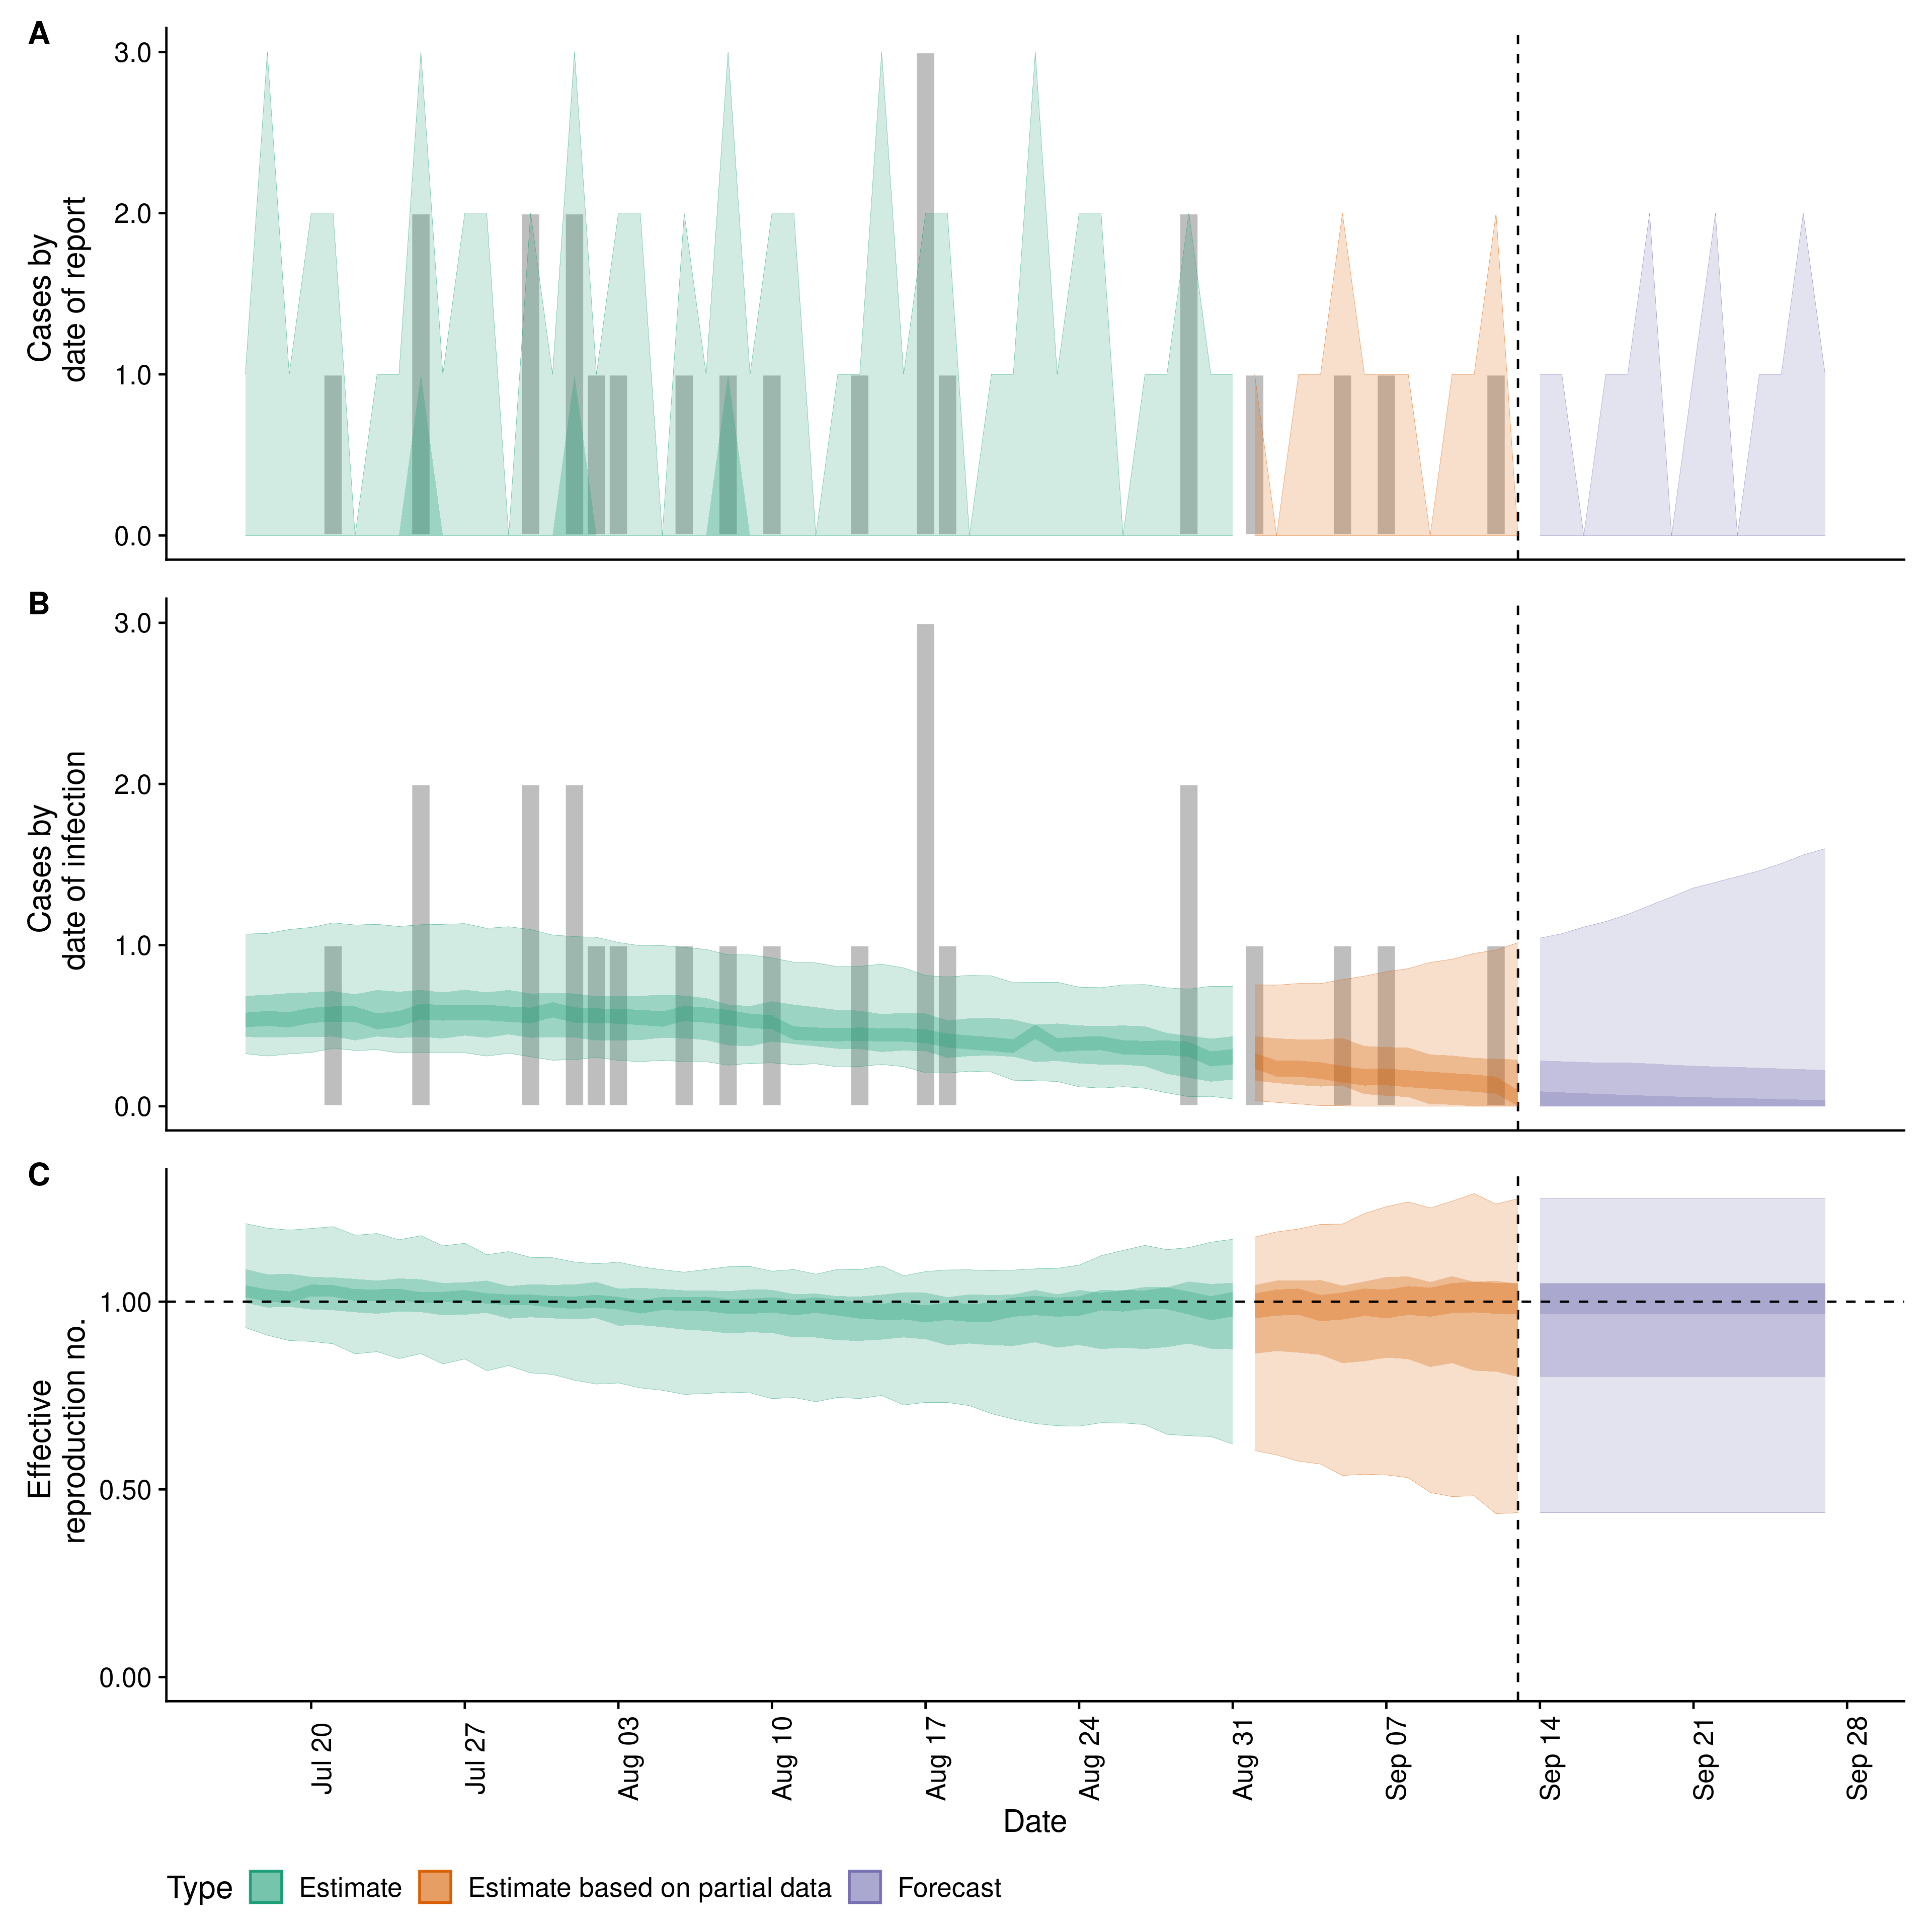 A
3.0
2.0
1.0
0.0
Cases by
date of report
B
3.0
2.0
1.0
0.0
Cases by
date of infection
C
1.00
0.50
0.00
Effective
reproduction no.
Jul 20
Jul 27
Aug 03
Aug 10
Aug 17
Aug 24
Aug 31
Sep 07
Sep 14
Sep 21
Sep 28
Date
Type Estimate Estimate based on partial data Forecast